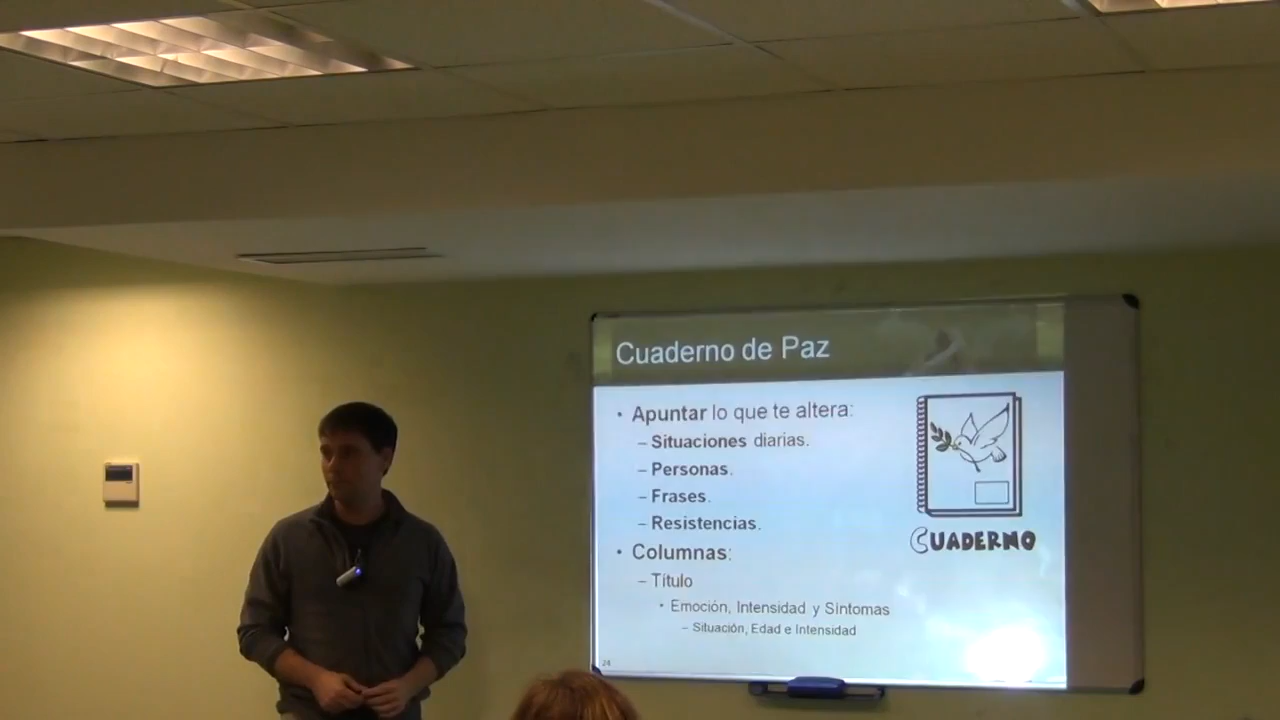 Cuaderno de Paz
• Apuntar lo que te altera:
– Situaciones diarias.
– Personas.
– Frases.
– Resistencias.
• Columnas:
– Título
• Emoción, Intensidad y Síntomas
– Situación, Edad e Intensidad
CUADERNO
24